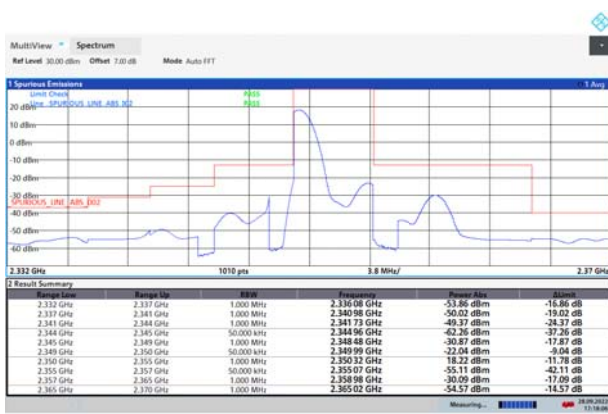 MultiView Spectrum
Ref Level 30.00 dBm Offset 7.00 dB Mode Auto FFT
1 Spurious Emissions 1 Avg
Limit Check PASS
Line _SPURIOUS_LINE_ABS_002 PASS
20 dBm
10 dBm
0 dBm
-10 dBm
-20 dBm
-30 dBm
_SPURIOUS_LINE_ABS_002
-50 dBm
-60 dBm
2.332 GHz 1010 pts 3.8 MHz/ 2.37 GHz
2 Result Summary
Range Low Range Up RBW Frequency Power Abs ΔLimit
2.332 GHz 2.337 GHz 1.000 MHz 2.33608 GHz -53.86 dBm -16.86 dB
2.337 GHz 2.341 GHz 1.000 MHz 2.34098 GHz -50.02 dBm -19.02 dB
2.341 GHz 2.344 GHz 1.000 MHz 2.34173 GHz -49.37 dBm -24.37 dB
2.344 GHz 2.345 GHz 50.000 kHz 2.34496 GHz -62.26 dBm -37.26 dB
2.345 GHz 2.349 GHz 1.000 MHz 2.34848 GHz -30.87 dBm -17.87 dB
2.349 GHz 2.350 GHz 50.000 kHz 2.34999 GHz -22.04 dBm -9.04 dB
2.350 GHz 2.355 GHz 1.000 MHz 2.35032 GHz 18.22 dBm -11.78 dB
2.355 GHz 2.357 GHz 50.000 kHz 2.35507 GHz -55.11 dBm -42.11 dB
2.357 GHz 2.365 GHz 1.000 MHz 2.35898 GHz -30.09 dBm -17.09 dB
2.365 GHz 2.370 GHz 1.000 MHz 2.36502 GHz -54.57 dBm -14.57 dB
Measuring... 28.09.2022